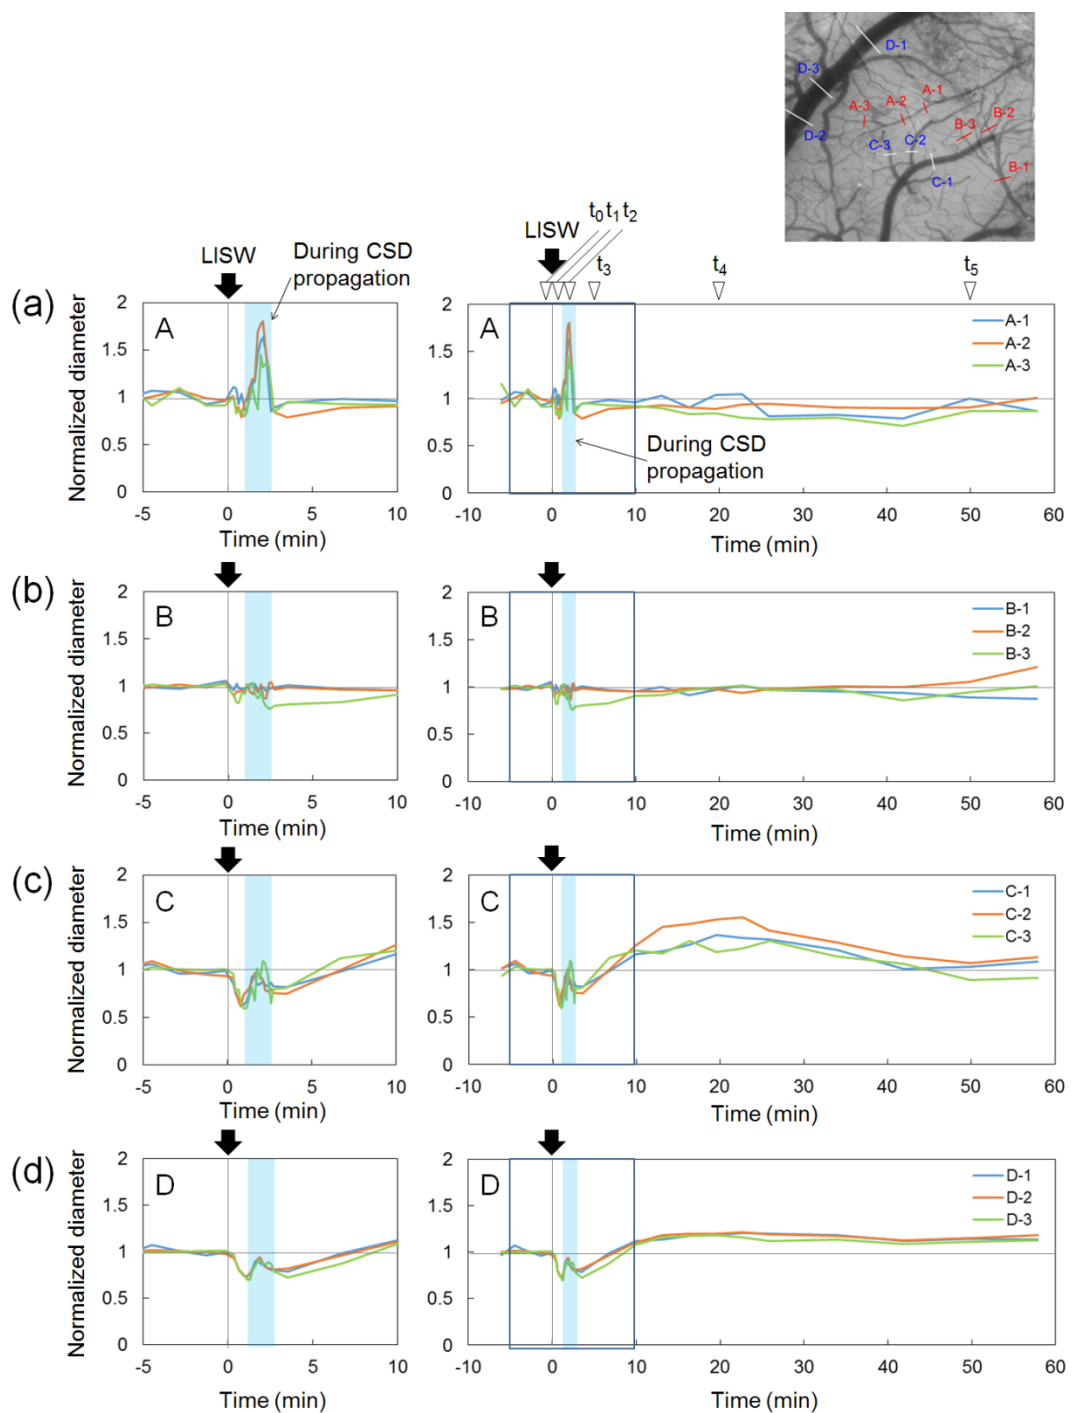 D-1
D-3
A-1
A-2
A-3
B-2
B-3
D-2
C-2
C-3
C-1
B-1
LISW
During CSD
propagation
LISW
t0 t1 t2
t3
t4
t5
(a)
Normalized diameter
2
1.5
1
0.5
0
A
-5
0
5
10
Time (min)
2
1.5
1
0.5
0
A
A-1
A-2
A-3
During CSD
propagation
-10
0
10
20
30
40
50
60
Time (min)
(b)
Normalized diameter
2
1.5
1
0.5
0
B
-5
0
5
10
Time (min)
2
1.5
1
0.5
0
B
B-1
B-2
B-3
-10
0
10
20
30
40
50
60
Time (min)
(c)
Normalized diameter
2
1.5
1
0.5
0
C
-5
0
5
10
Time (min)
2
1.5
1
0.5
0
C
C-1
C-2
C-3
-10
0
10
20
30
40
50
60
Time (min)
(d)
Normalized diameter
2
1.5
1
0.5
0
D
-5
0
5
10
Time (min)
2
1.5
1
0.5
0
D
D-1
D-2
D-3
-10
0
10
20
30
40
50
60
Time (min)